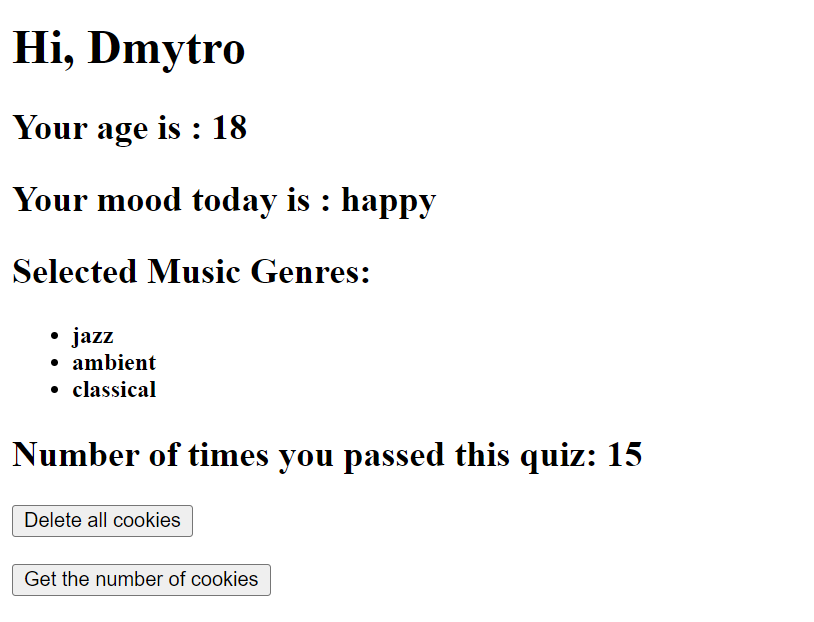 Hi, Dmytro
Your age is : 18
Your mood today is : happy
Selected Music Genres:
• jazz
• ambient
• classical
Number of times you passed this quiz: 15
Delete all cookies
Get the number of cookies